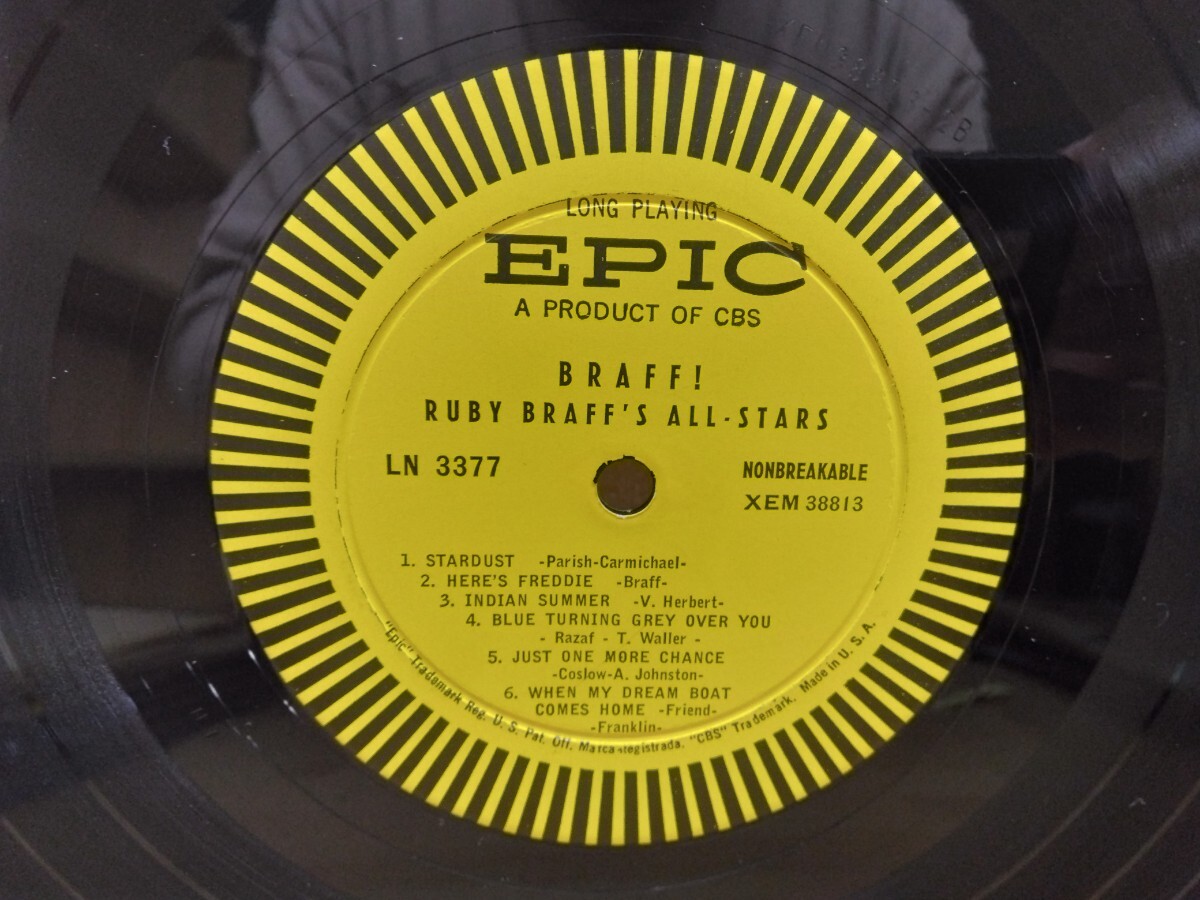 LONG PLAYING
EPIC
A PRODUCT OF CBS
BRAFF!
RUBY BRAFF'S ALL-STARS
LN 3377
NONBREAKABLE
XEM 38813
1. STARDUST -Parish-Carmichael-
2. HERE'S FREDDIE -Braff-
3. INDIAN SUMMER -V. Herbert-
4. BLUE TURNING GREY OVER YOU
- Razaf - T. Waller -
5. JUST ONE MORE CHANCE
-Coslow-A. Johnston-
6. WHEN MY DREAM BOAT
COMES HOME -Friend-
-Franklin-
"Epic" Trademark Reg. U. S. Pat. Off. Marca Registrada. "CBS" Trademark. Made in U. S. A.